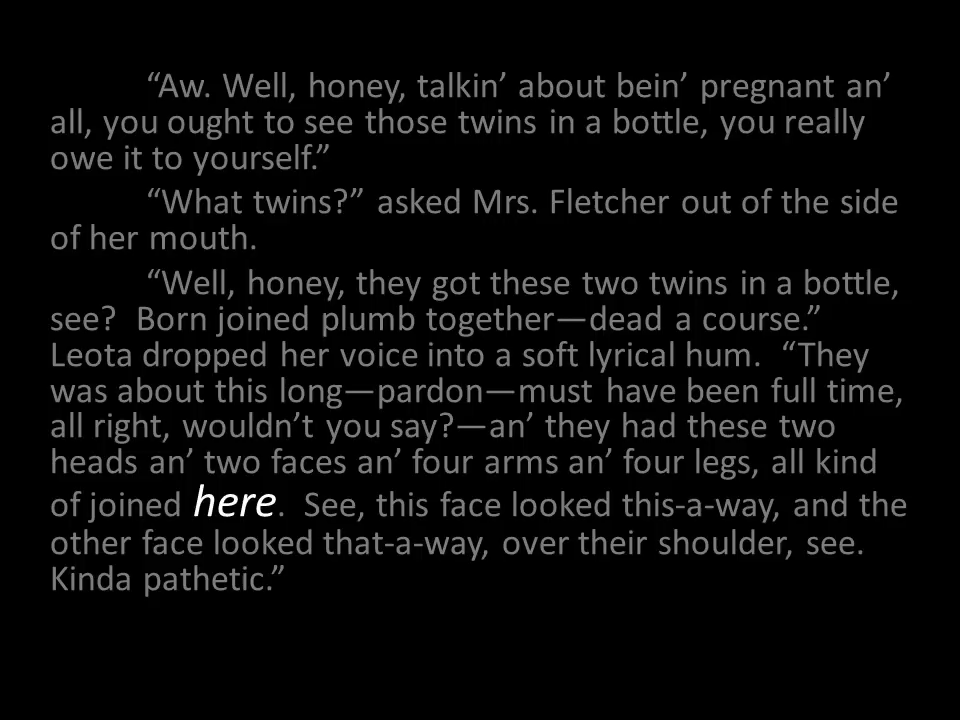 “Aw. Well, honey, talkin’ about bein’ pregnant an’
all, you ought to see those twins in a bottle, you really
owe it to yourself.”
“What twins?” asked Mrs. Fletcher out of the side
of her mouth.
“Well, honey, they got these two twins in a bottle,
see?  Born joined plumb together—dead a course.”
Leota dropped her voice into a soft lyrical hum.  “They
was about this long—pardon—must have been full time,
all right, wouldn’t you say?—an’ they had these two
heads an’ two faces an’ four arms an’ four legs, all kind
of joined here.  See, this face looked this-a-way, and the
other face looked that-a-way, over their shoulder, see.
Kinda pathetic.”